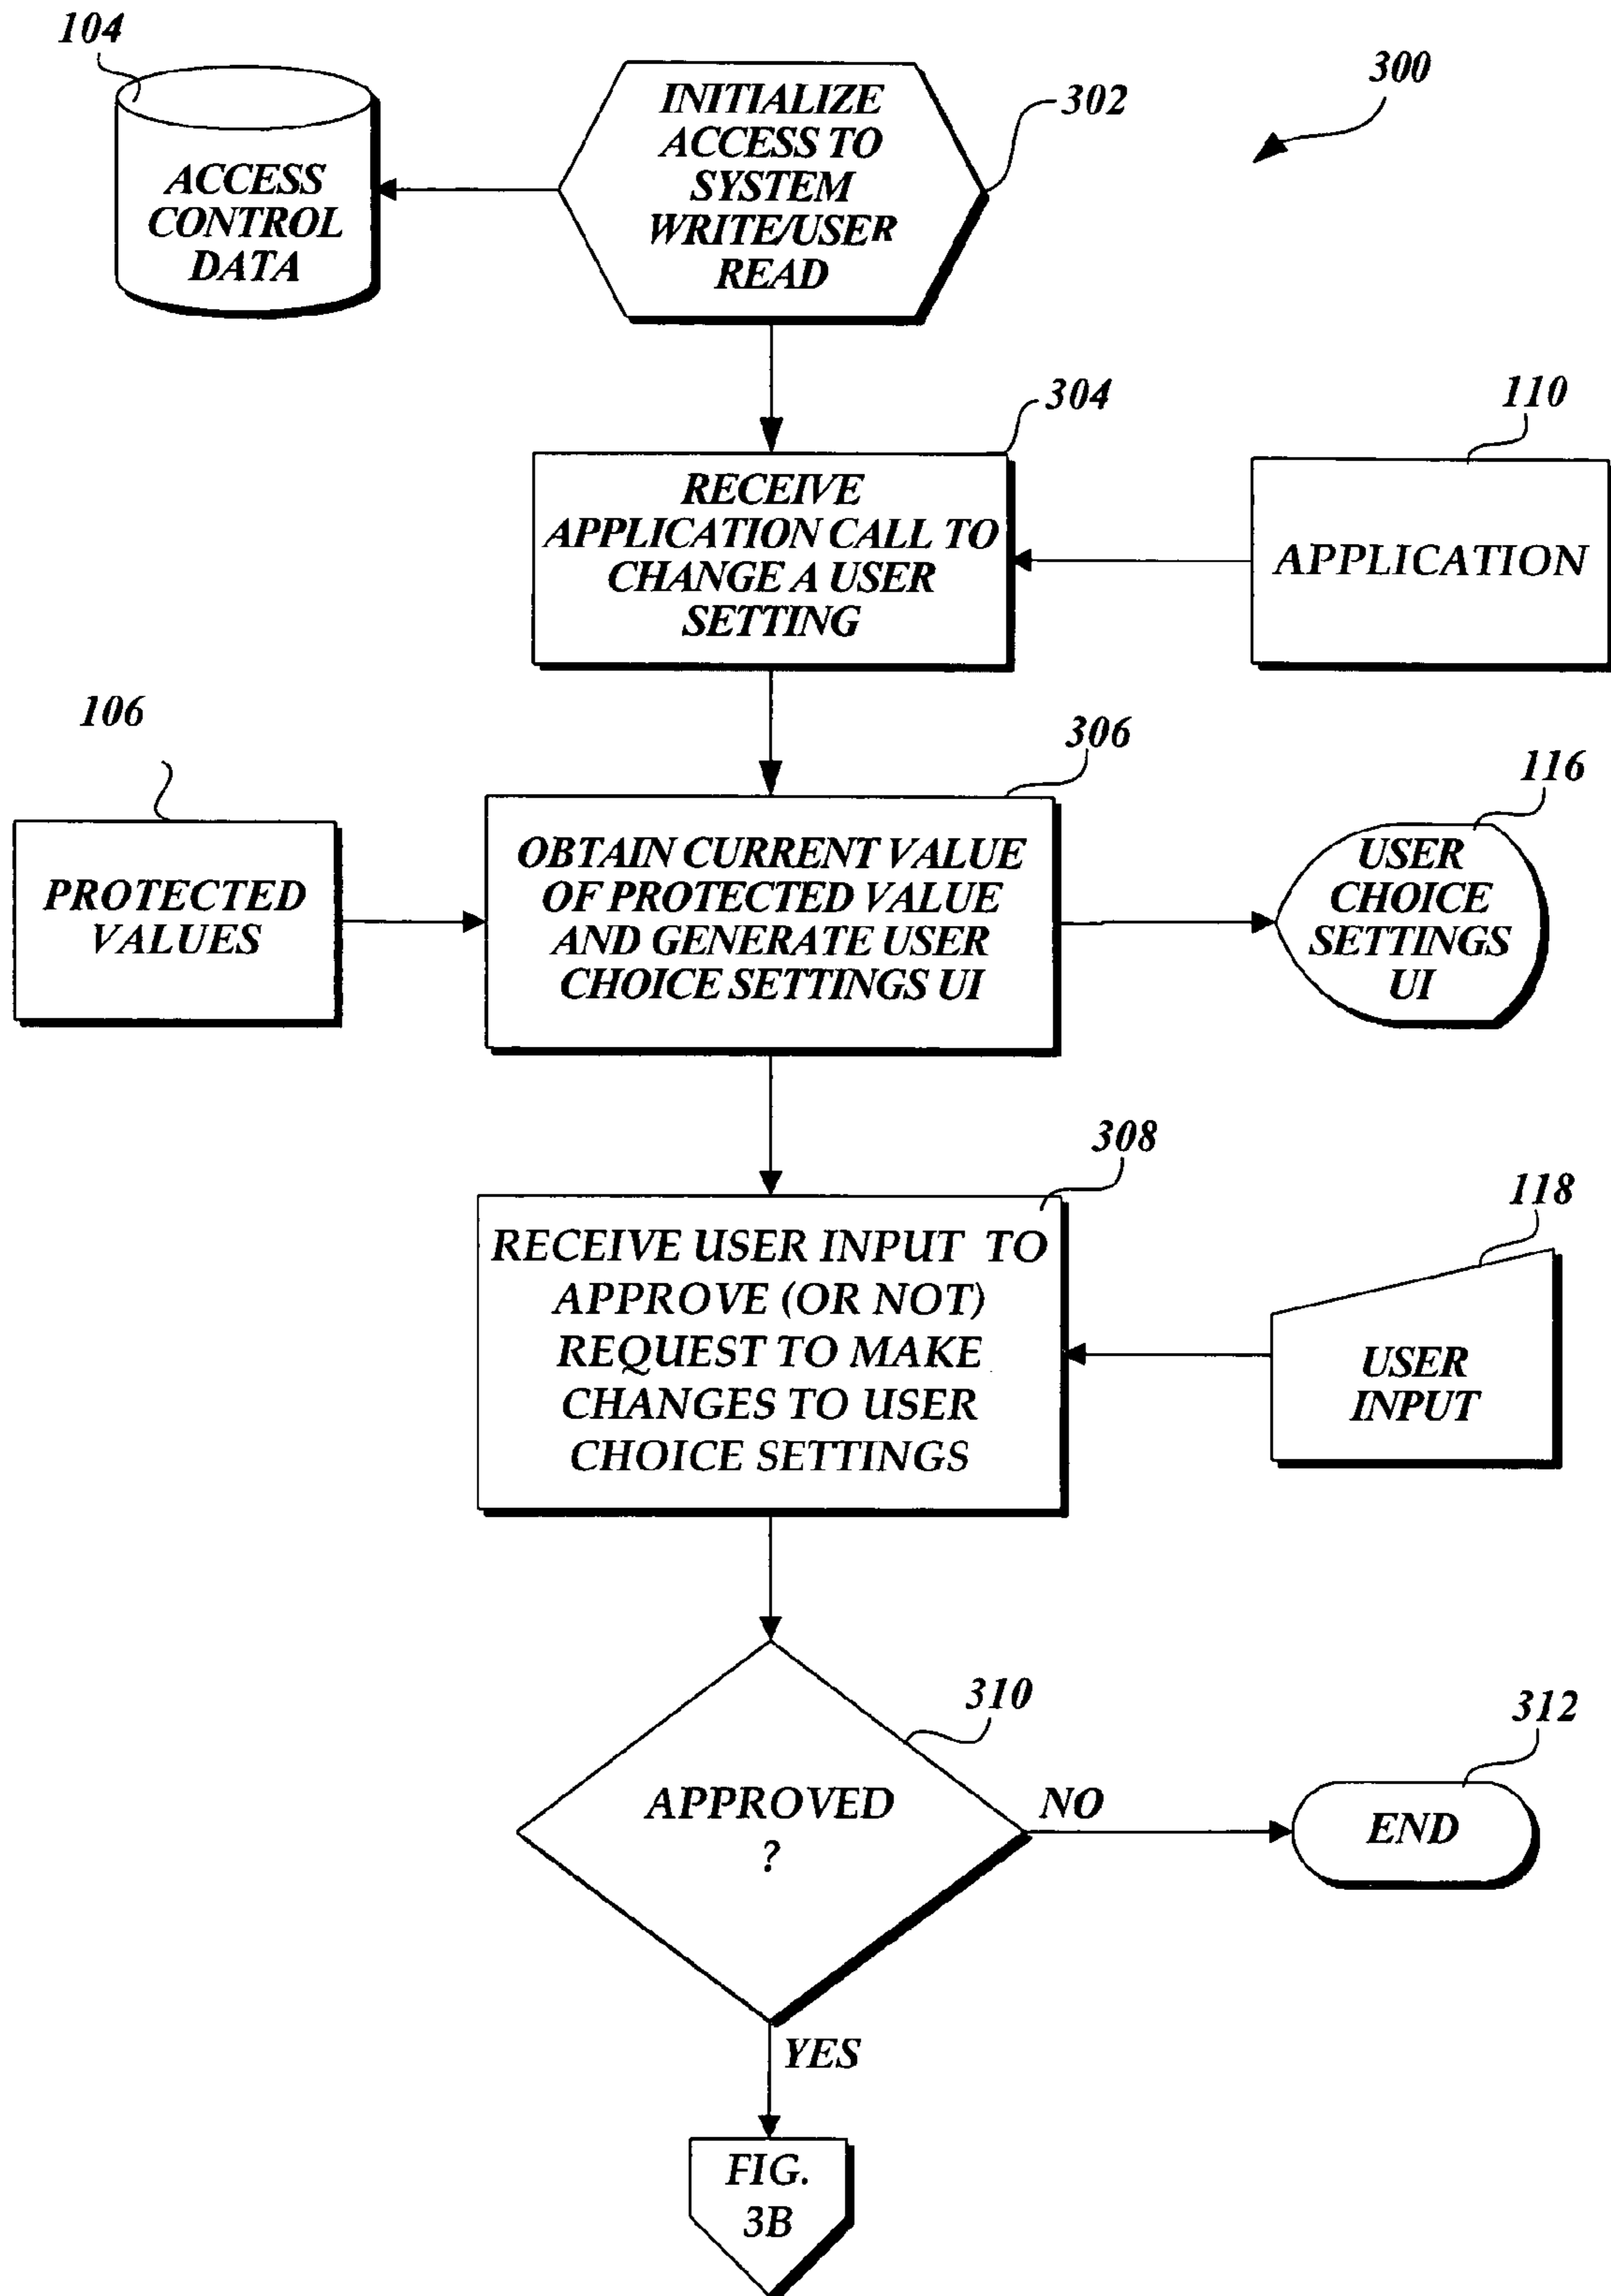 104
ACCESS
CONTROL
DATA
INITIALIZE
ACCESS TO
SYSTEM
WRITE/USER
READ
302
300
304
RECEIVE
APPLICATION CALL TO
CHANGE A USER
SETTING
110
APPLICATION
106
PROTECTED
VALUES
306
OBTAIN CURRENT VALUE
OF PROTECTED VALUE
AND GENERATE USER
CHOICE SETTINGS UI
116
USER
CHOICE
SETTINGS
UI
308
RECEIVE USER INPUT TO
APPROVE (OR NOT)
REQUEST TO MAKE
CHANGES TO USER
CHOICE SETTINGS
118
USER
INPUT
310
APPROVED
?
NO
312
END
YES
FIG.
3B